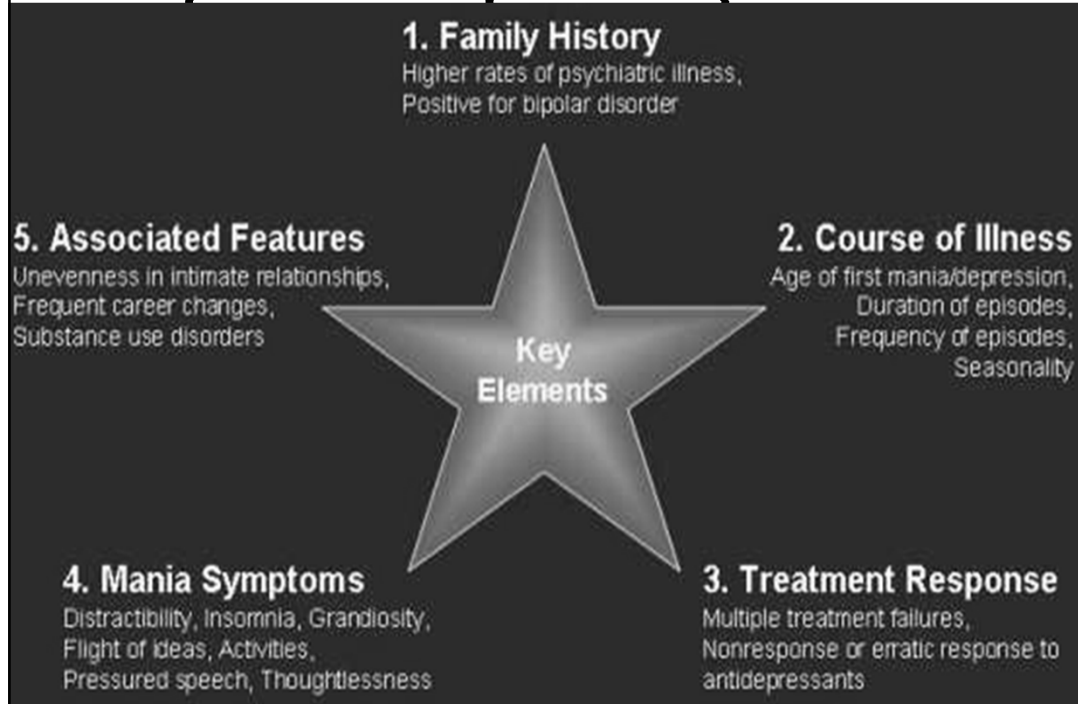 1. Family History
Higher rates of psychiatric illness,
Positive for bipolar disorder
5. Associated Features
Unevenness in intimate relationships,
Frequent career changes,
Substance use disorders
2. Course of Illness
Age of first mania/depression,
Duration of episodes,
Frequency of episodes,
Seasonality
Key
Elements
4. Mania Symptoms
Distractibility, Insomnia, Grandiosity,
Flight of ideas, Activities,
Pressured speech, Thoughtlessness
3. Treatment Response
Multiple treatment failures,
Nonresponse or erratic response to
antidepressants